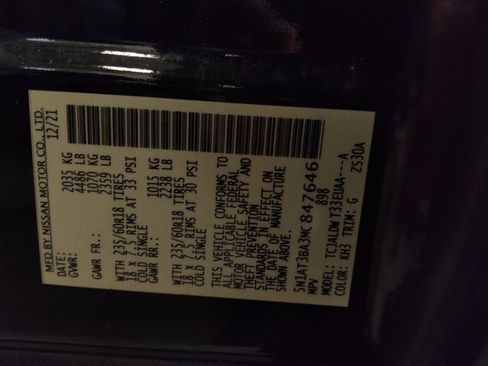 MFD BY NISSAN MOTOR CO., LTD.
DATE: 12/21
GVWR: 2035 KG
4486 LB
GAWR FR.: 1070 KG
2359 LB
WITH 235/60R18 TIRES
18 X 7.5 RIMS AT 33 PSI
COLD SINGLE
GAWR RR.: 1015 KG
2238 LB
WITH 235/60R18 TIRES
18 X 7.5 RIMS AT 30 PSI
COLD SINGLE
THIS VEHICLE CONFORMS TO
ALL APPLICABLE FEDERAL
MOTOR VEHICLE SAFETY AND
THEFT PREVENTION
STANDARDS IN EFFECT ON
THE DATE OF MANUFACTURE
SHOWN ABOVE.
5N1AT3BA3MC847646
MPV 898
COLOR: KH3 TRIM: G ZS30A